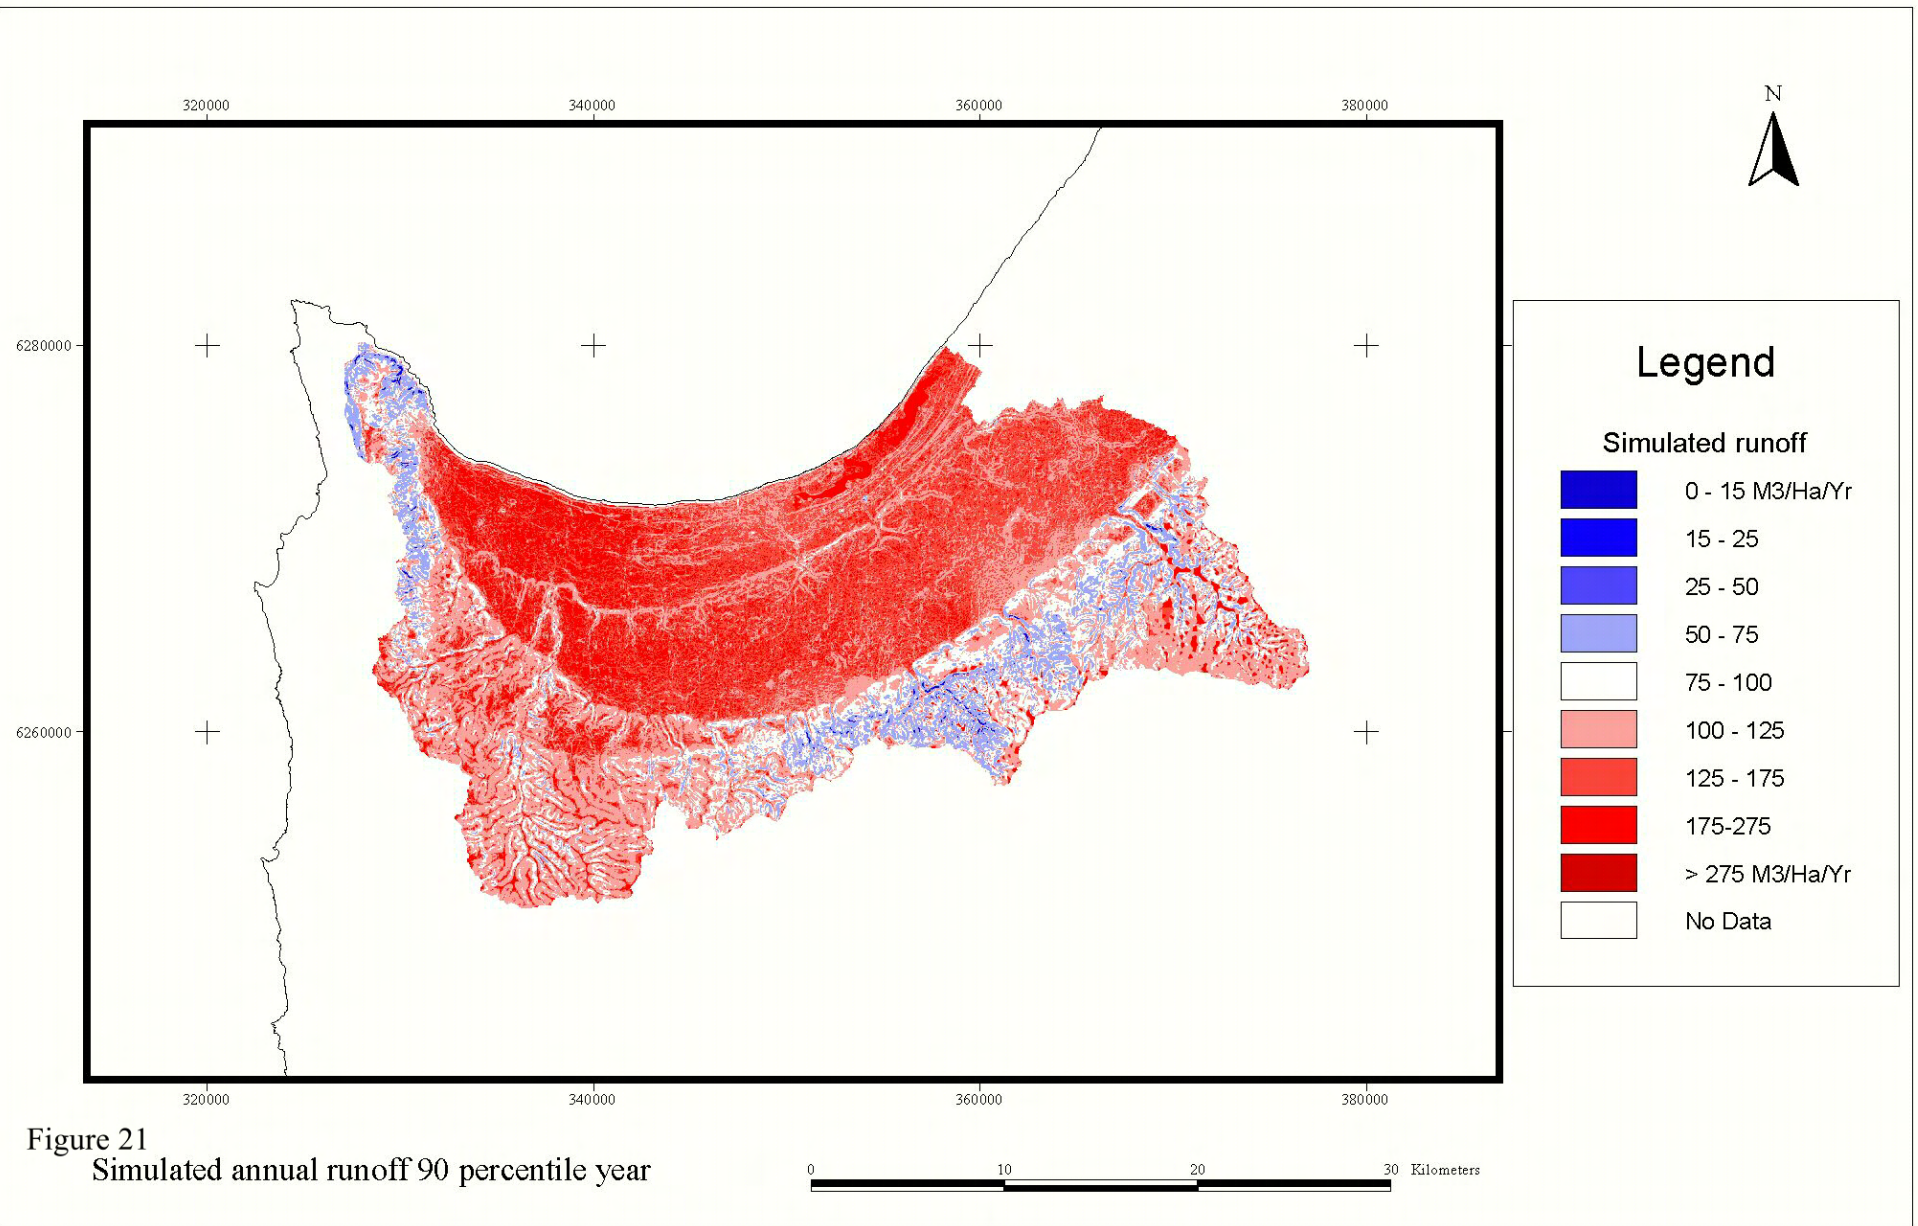 320000 340000 360000 380000
N
6280000
6260000
Legend
Simulated runoff
0 - 15 M3/Ha/Yr
15 - 25
25 - 50
50 - 75
75 - 100
100 - 125
125 - 175
175-275
> 275 M3/Ha/Yr
No Data
320000 340000 360000 380000
Figure 21
Simulated annual runoff 90 percentile year
0 10 20 30 Kilometers